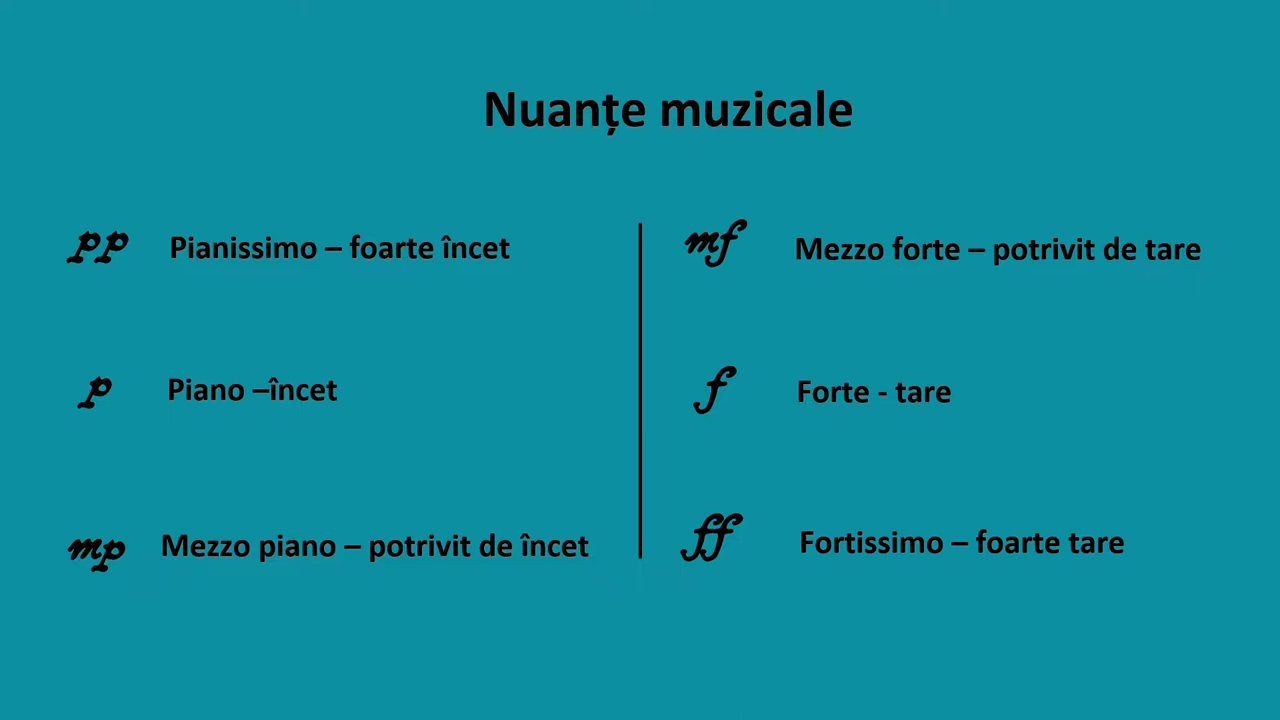 Nuanțe muzicale
pp Pianissimo – foarte încet
p Piano –încet
mp Mezzo piano – potrivit de încet
mf Mezzo forte – potrivit de tare
f Forte - tare
ff Fortissimo – foarte tare